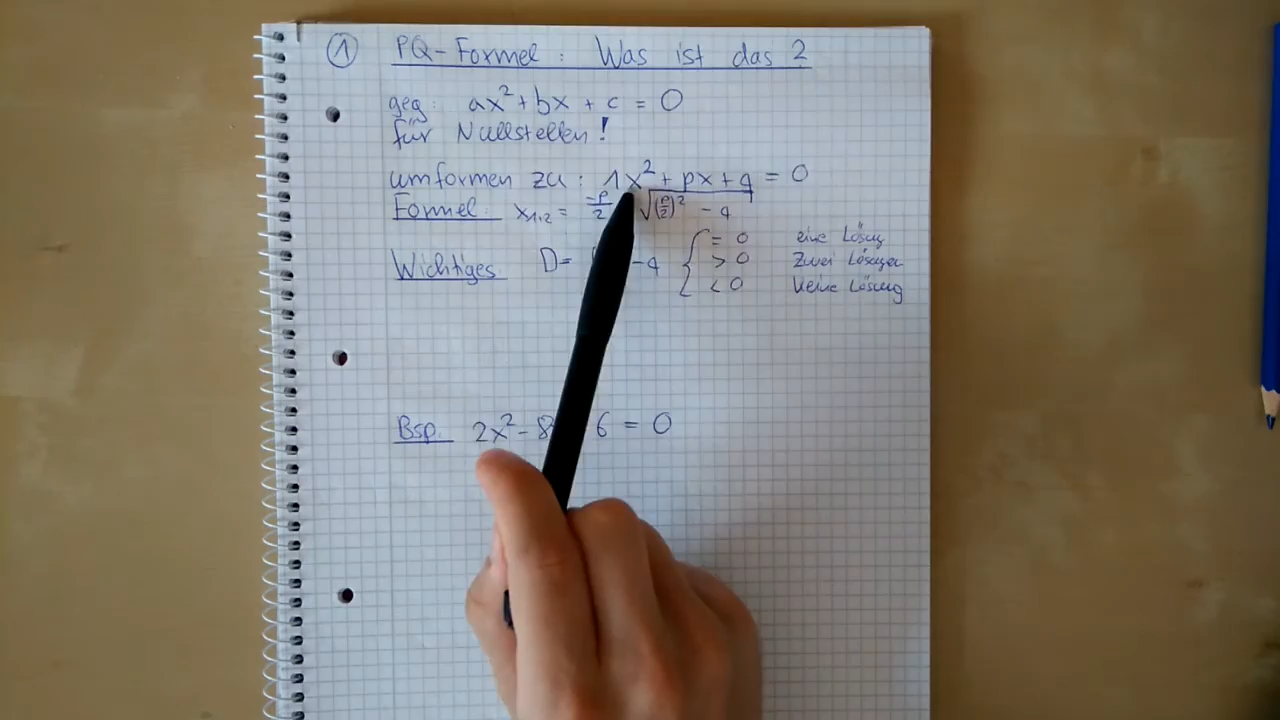 ① PQ-Formel: Was ist das?
geg: ax² + bx + c = 0
für Nullstellen!
umformen zu: 1x² + px + q = 0
Formel: x₁,₂ = -p/2 √(p/2)² - q
Wichtiges D= - q { = 0 eine Lösung
> 0 zwei Lösungen
< 0 keine Lösung
Bsp. 2x² - 8 6 = 0